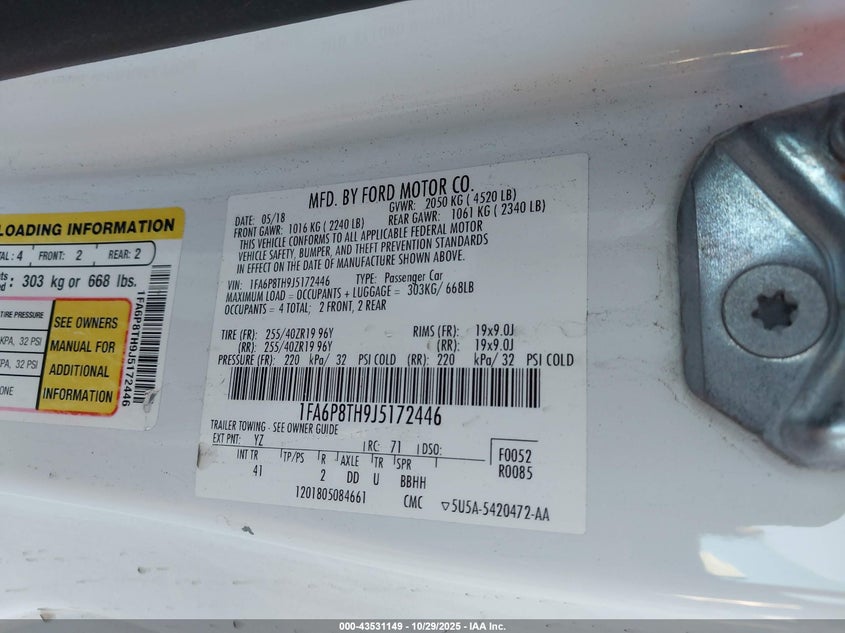 LOADING INFORMATION
TAL: 4 FRONT: 2 REAR: 2
303 kg or 668 lbs.
TIRE PRESSURE
KPA, 32 PSI
KPA, 32 PSI
SEE OWNERS
MANUAL FOR
ADDITIONAL
INFORMATION
1FA6P8TH9J5172446
MFD. BY FORD MOTOR CO.
DATE: 05/18 GVWR: 2050 KG ( 4520 LB)
FRONT GAWR: 1016 KG ( 2240 LB) REAR GAWR: 1061 KG ( 2340 LB)
THIS VEHICLE CONFORMS TO ALL APPLICABLE FEDERAL MOTOR
VEHICLE SAFETY, BUMPER, AND THEFT PREVENTION STANDARDS
IN EFFECT ON THE DATE OF MANUFACTURE SHOWN ABOVE.
VIN: 1FA6P8TH9J5172446 TYPE: Passenger Car
MAXIMUM LOAD = OCCUPANTS + LUGGAGE = 303KG/ 668LB
OCCUPANTS = 4 TOTAL; 2 FRONT, 2 REAR
TIRE (FR): 255/40ZR19 96Y RIMS (FR): 19x9.0J
(RR): 255/40ZR19 96Y (RR): 19x9.0J
PRESSURE (FR): 220 kPa/ 32 PSI COLD (RR): 220 kPa/ 32 PSI COLD
1FA6P8TH9J5172446
TRAILER TOWING - SEE OWNER GUIDE
EXT PNT: YZ RC: 71 DSO: F0052
INT TR TP/PS R AXLE TR SPR R0085
41 2 DD U BBHH
1201805084661 CMC ▽5U5A-5420472-AA
000-43531149 - 10/29/2025 - IAA Inc.